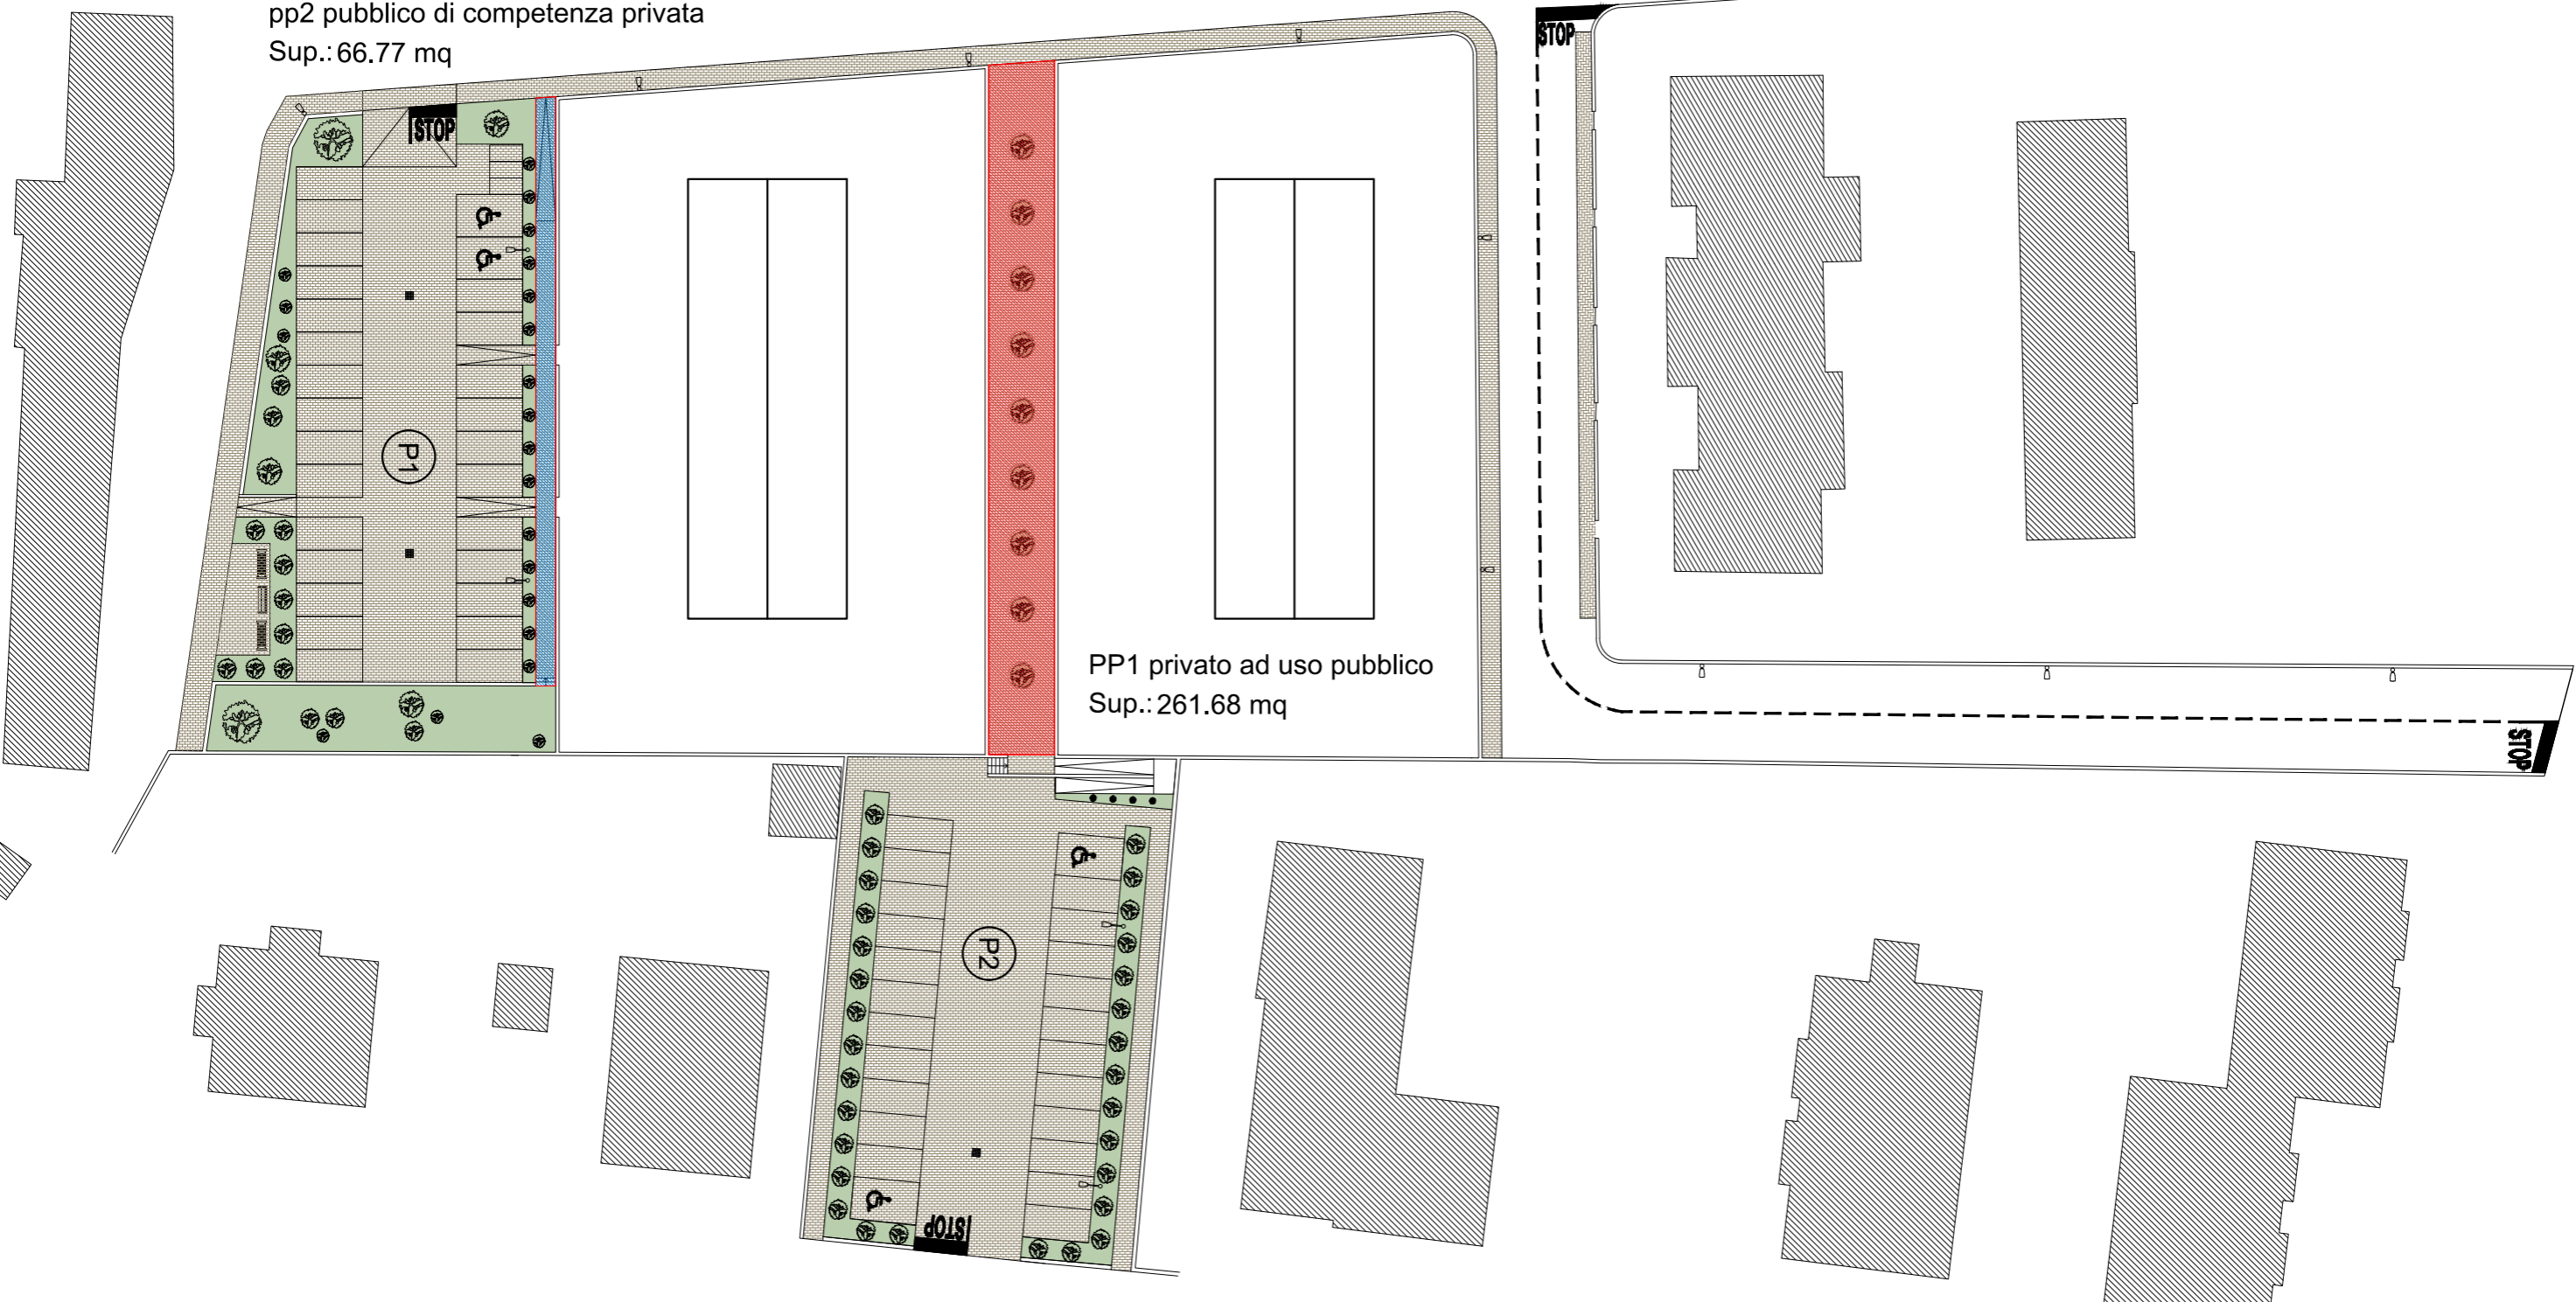 pp2 pubblico di competenza privata
Sup.: 66.77 mq
STOP
STOP
P1
PP1 privato ad uso pubblico
Sup.: 261.68 mq
STOP
P2
STOP